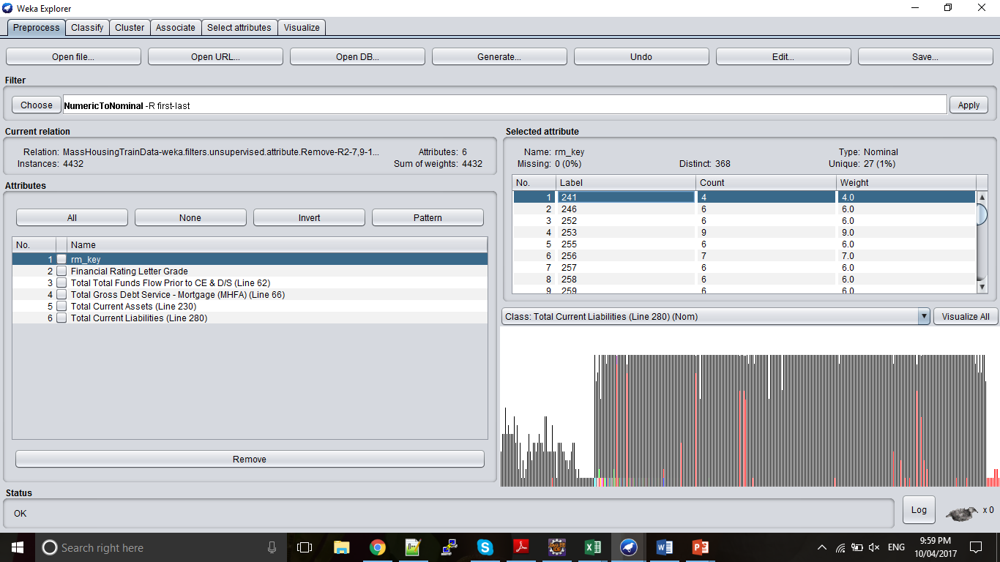 Weka Explorer
Preprocess Classify Cluster Associate Select attributes Visualize
Open file... Open URL... Open DB... Generate... Undo Edit... Save...
Filter
Choose NumericToNominal -R first-last Apply
Current relation
Relation: MassHousingTrainData-weka.filters.unsupervised.attribute.Remove-R2-7,9-1... Attributes: 6
Instances: 4432 Sum of weights: 4432
Attributes
All None Invert Pattern
No. Name
1 rm_key
2 Financial Rating Letter Grade
3 Total Total Funds Flow Prior to CE & D/S (Line 62)
4 Total Gross Debt Service - Mortgage (MHFA) (Line 66)
5 Total Current Assets (Line 230)
6 Total Current Liabilities (Line 280)
Remove
Selected attribute
Name: rm_key Type: Nominal
Missing: 0 (0%) Distinct: 368 Unique: 27 (1%)
No. Label Count Weight
1 241 4 4.0
2 246 6 6.0
3 252 6 6.0
4 253 9 9.0
5 255 6 6.0
6 256 7 7.0
7 257 6 6.0
8 258 6 6.0
9 259 6 6.0
Class: Total Current Liabilities (Line 280) (Nom) Visualize All
Status
OK
Log x 0
Search right here
ENG
9:59 PM
10/04/2017